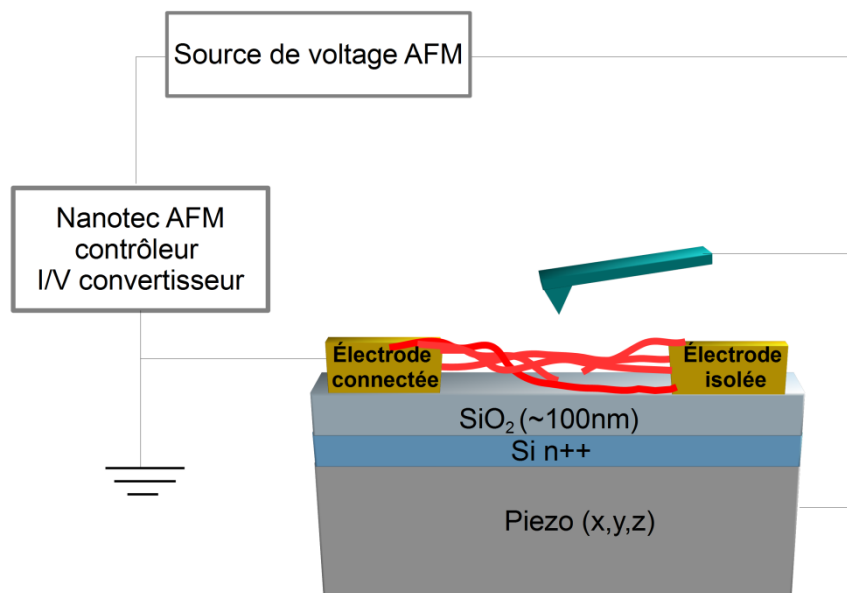 Source de voltage AFM
Nanotec AFM
contrôleur
I/V convertisseur
Électrode
connectée
Électrode
isolée
SiO₂ (~100nm)
Si n++
Piezo (x,y,z)